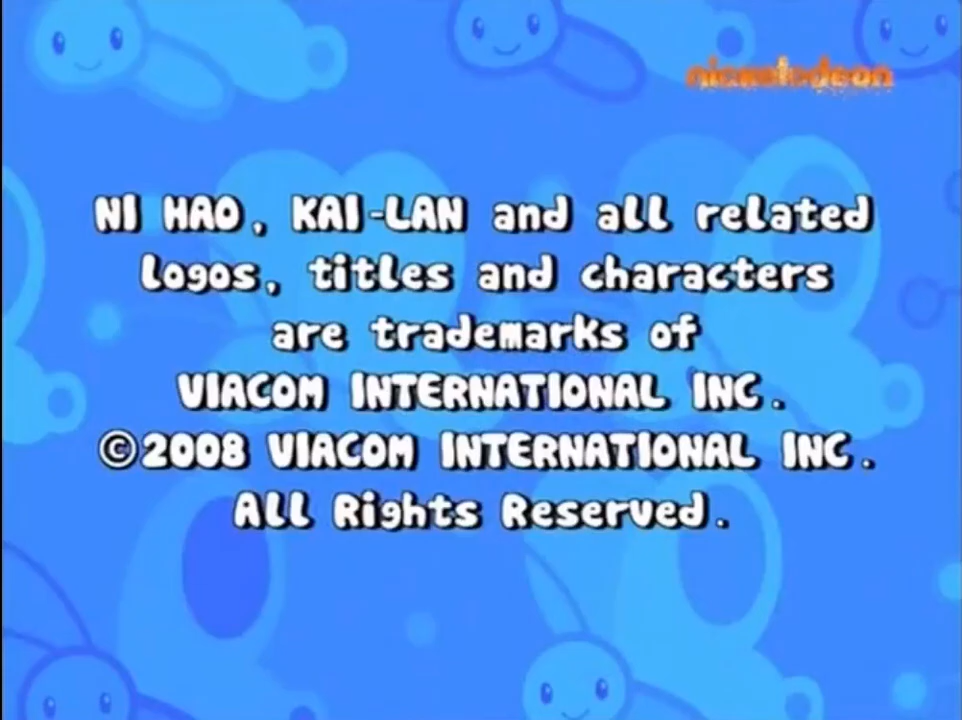 nickelodeon
NI HAO, KAI-LAN and all related
Logos, titles and characters
are trademarks of
VIACOM INTERNATIONAL INC.
©2008 VIACOM INTERNATIONAL INC.
ALL Rights Reserved.